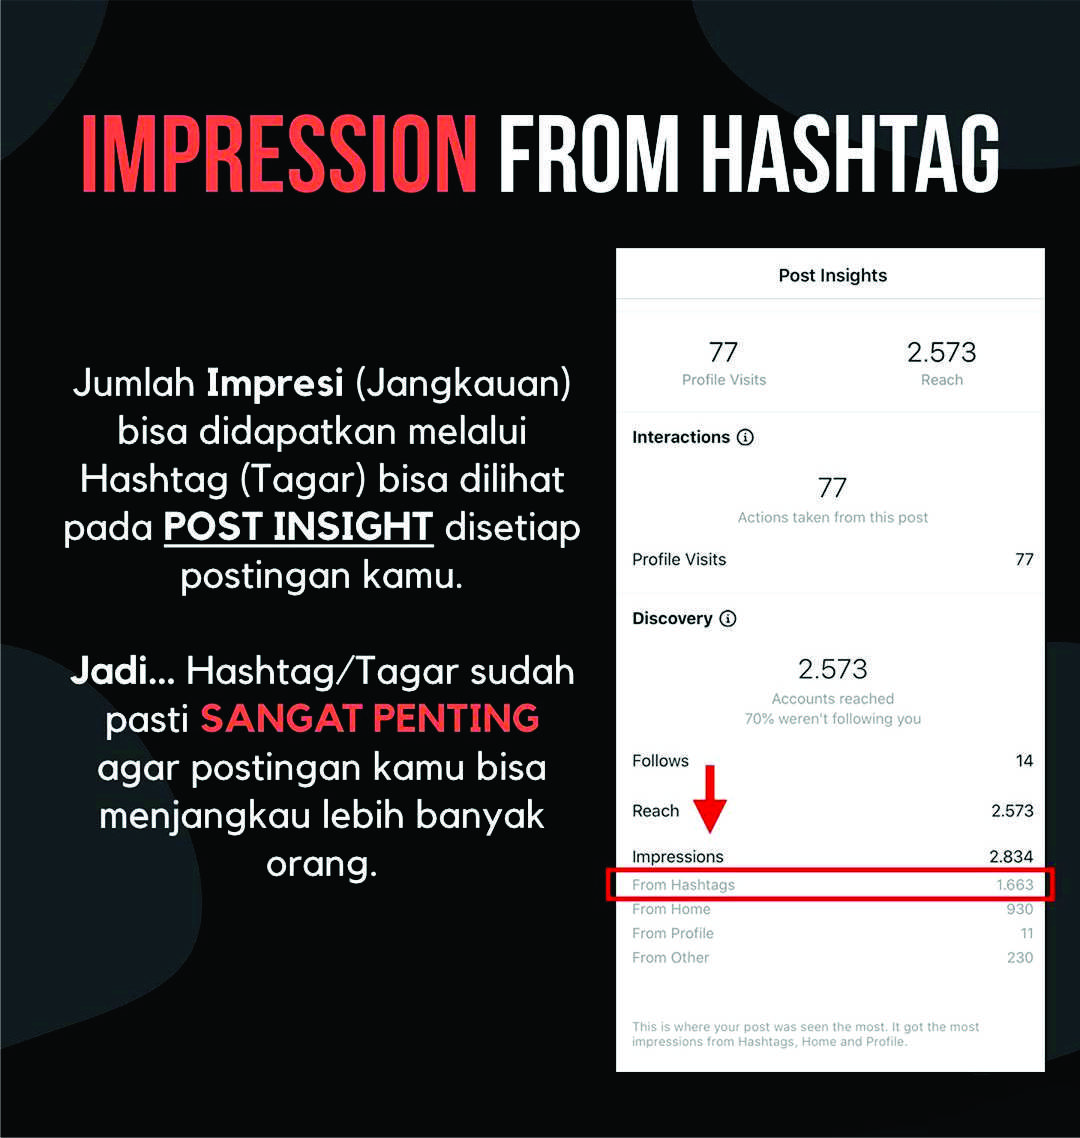 IMPRESSION FROM HASHTAG
Jumlah Impresi (Jangkauan)
bisa didapatkan melalui
Hashtag (Tagar) bisa dilihat
pada POST INSIGHT disetiap
postingan kamu.
Jadi... Hashtag/Tagar sudah
pasti SANGAT PENTING
agar postingan kamu bisa
menjangkau lebih banyak
orang.
Post Insights
77 2.573
Profile Visits Reach
Interactions
77
Actions taken from this post
Profile Visits 77
Discovery
2.573
Accounts reached
70% weren't following you
Follows 14
Reach 2.573
Impressions 2.834
From Hashtags 1.663
From Home 930
From Profile 11
From Other 230
This is where your post was seen the most. It got the most
impressions from Hashtags, Home and Profile.